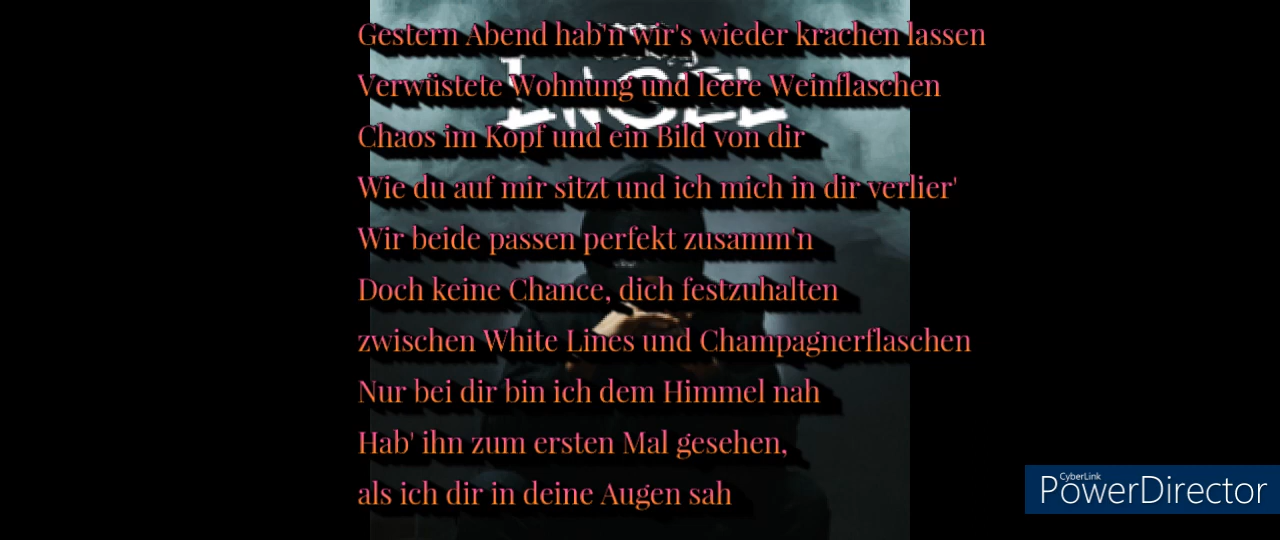 Gestern Abend hab'n wir's wieder krachen lassen
Verwüstete Wohnung und leere Weinflaschen
Chaos im Kopf und ein Bild von dir
Wie du auf mir sitzt und ich mich in dir verlier'
Wir beide passen perfekt zusamm'n
Doch keine Chance, dich festzuhalten
zwischen White Lines und Champagnerflaschen
Nur bei dir bin ich dem Himmel nah
Hab' ihn zum ersten Mal gesehen,
als ich dir in deine Augen sah
CyberLink
PowerDirector